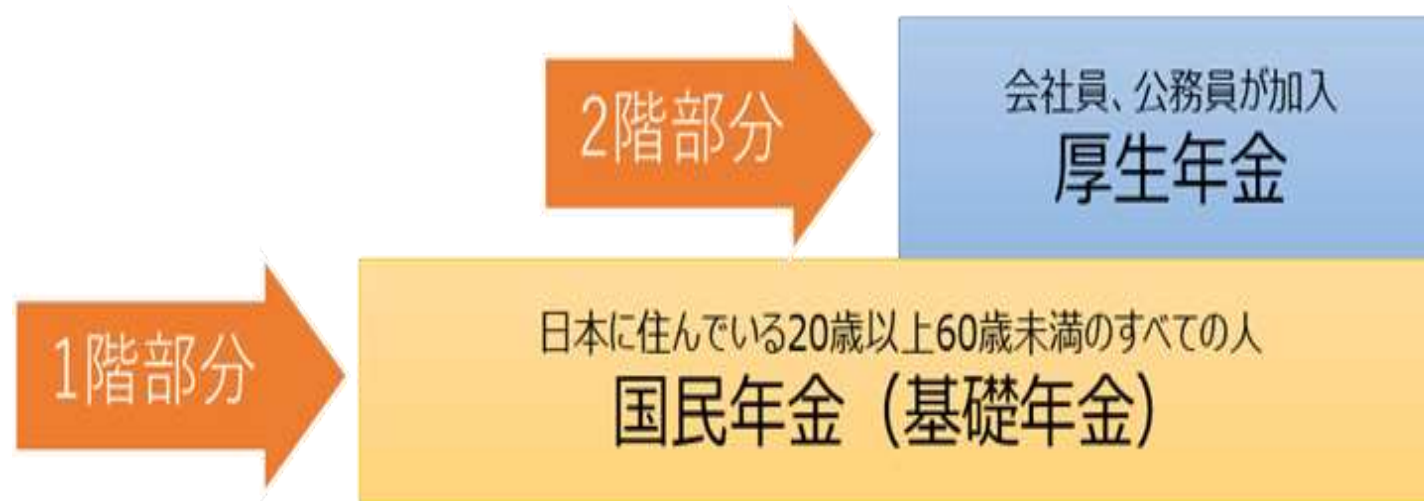 2階部分
会社員、公務員が加入
厚生年金
1階部分
日本に住んでいる20歳以上60歳未満のすべての人
国民年金（基礎年金）